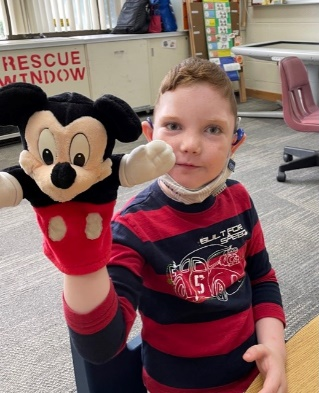 RESCUE
WINDOW
BUILT FOR
SPEED
5